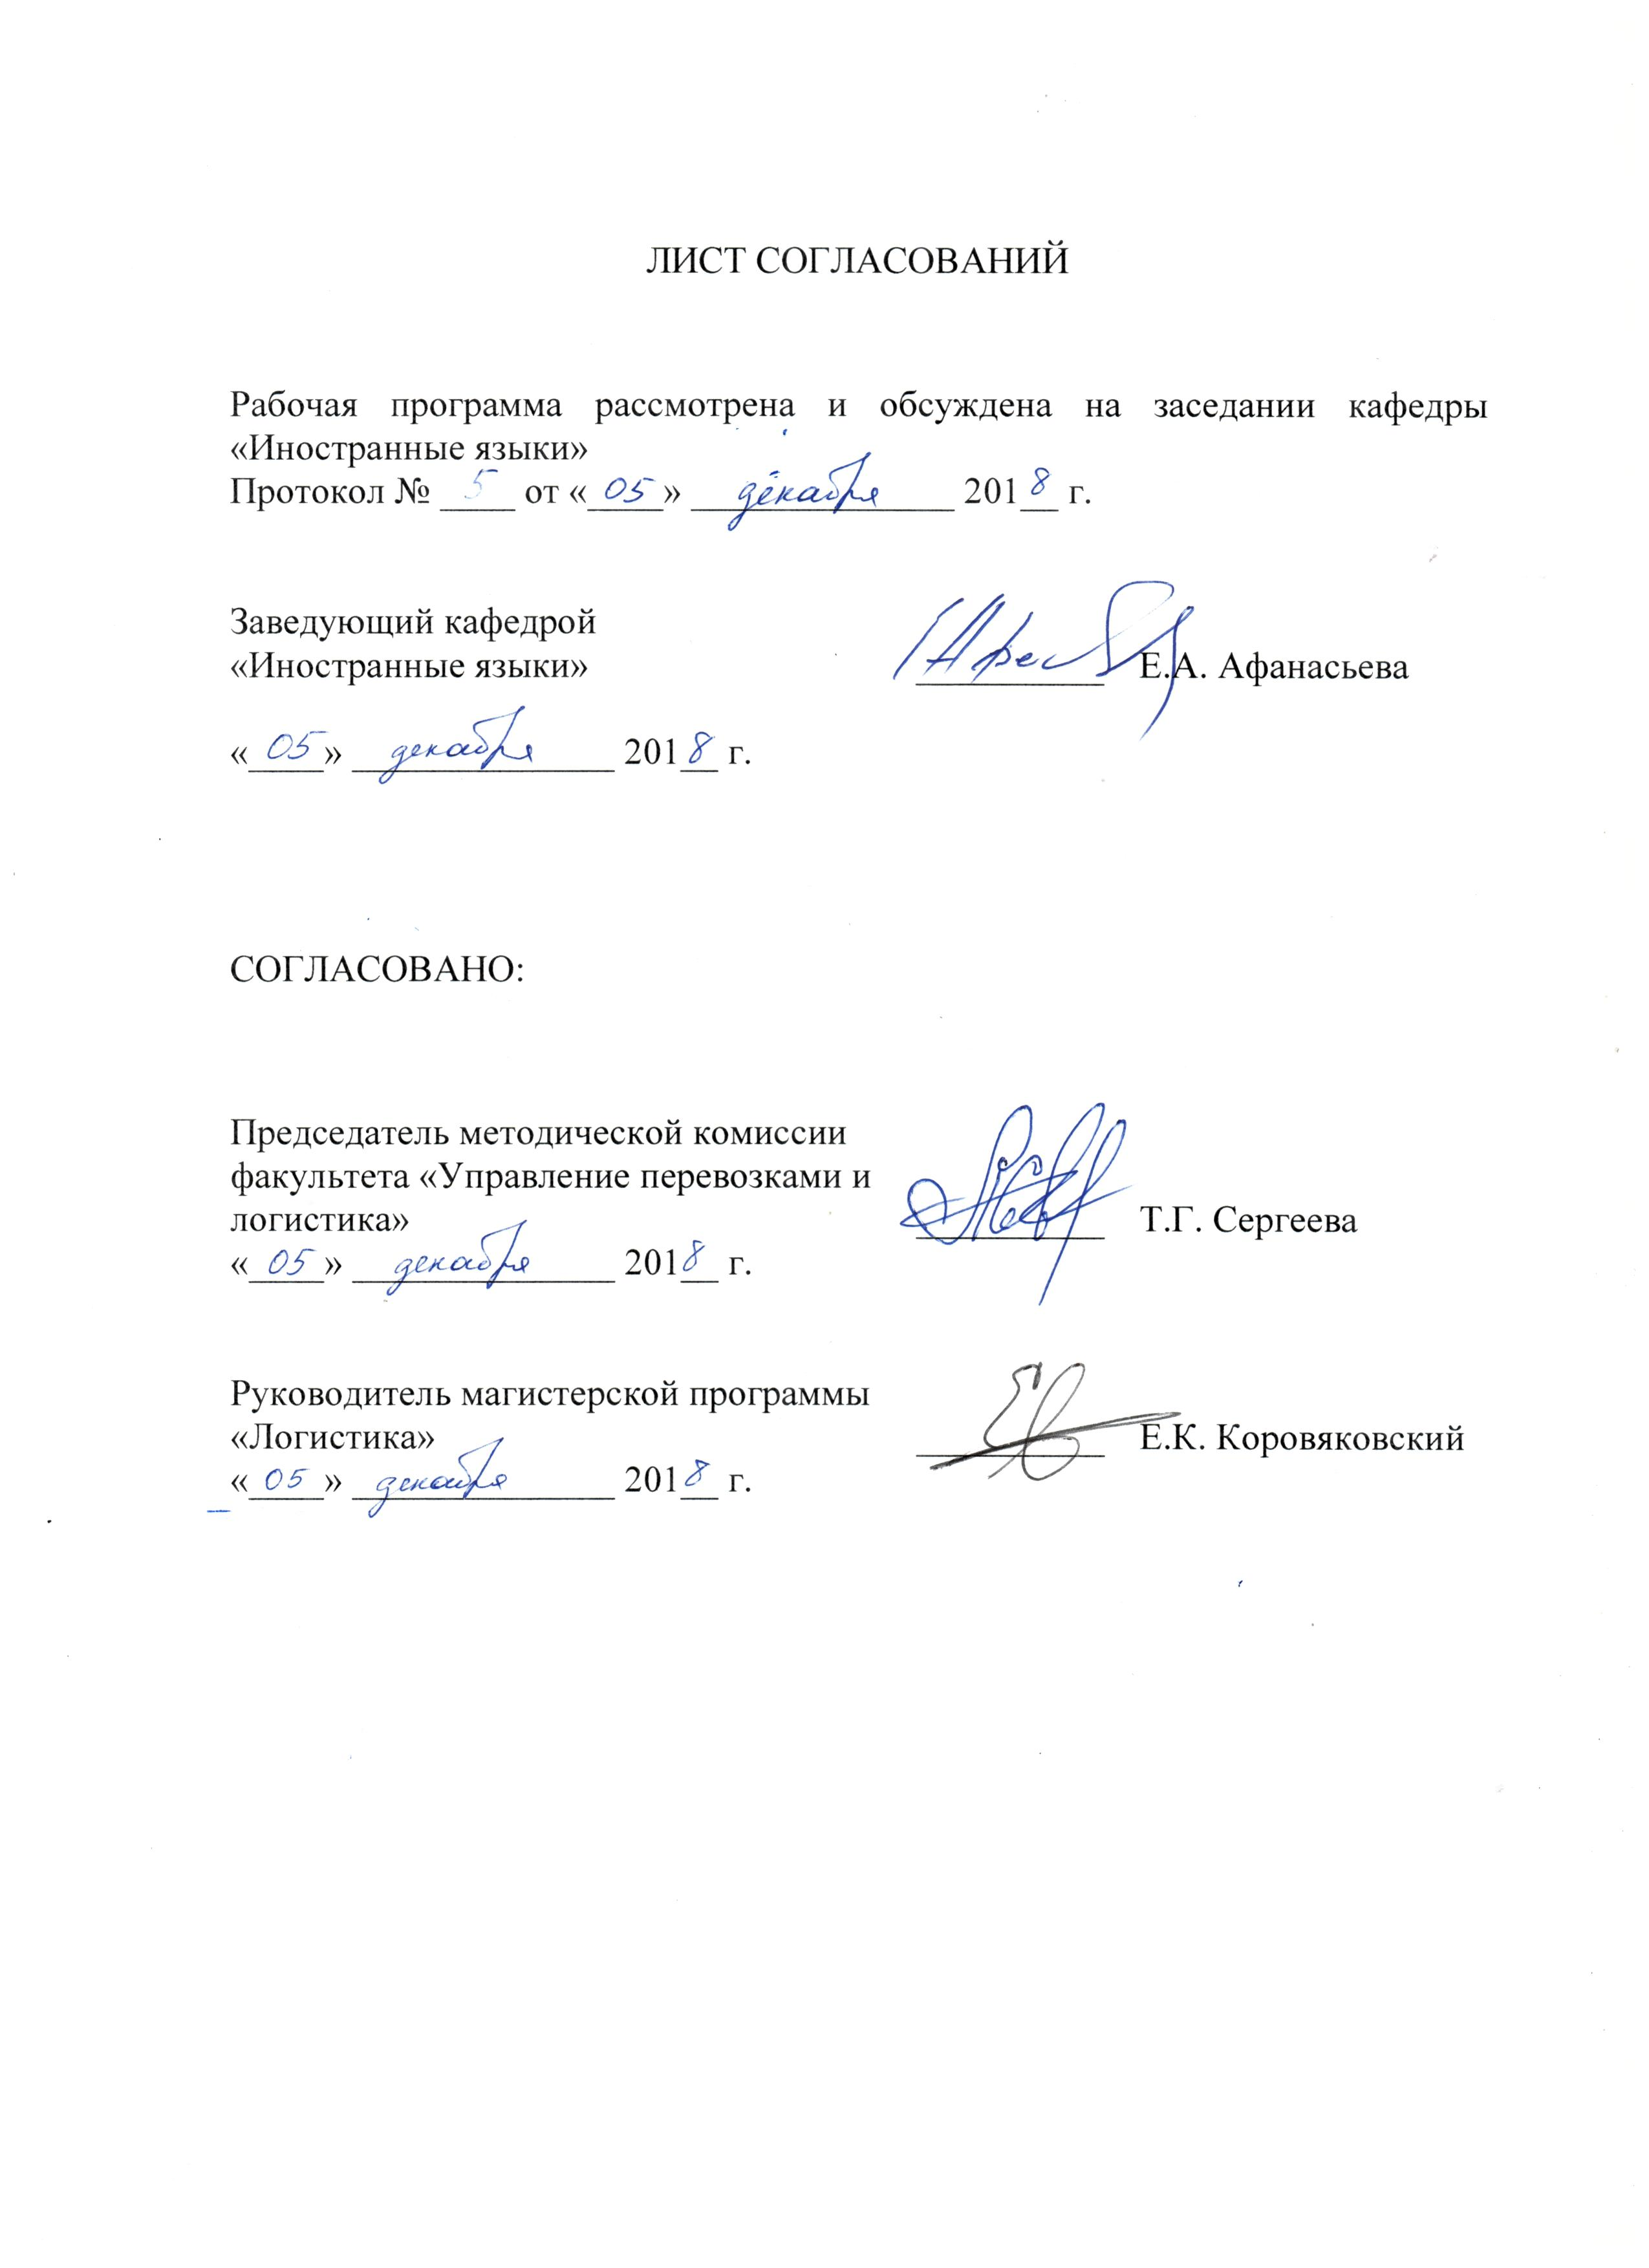 ЛИСТ СОГЛАСОВАНИЙ
Рабочая программа рассмотрена и обсуждена на заседании кафедры
«Иностранные языки»
Протокол № 5 от «05» декабря 2018 г.
Заведующий кафедрой
«Иностранные языки» Е.А. Афанасьева
«05» декабря 2018 г.
СОГЛАСОВАНО:
Председатель методической комиссии
факультета «Управление перевозками и
логистика» Т.Г. Сергеева
«05» декабря 2018 г.
Руководитель магистерской программы
«Логистика» Е.К. Коровяковский
«05» декабря 2018 г.